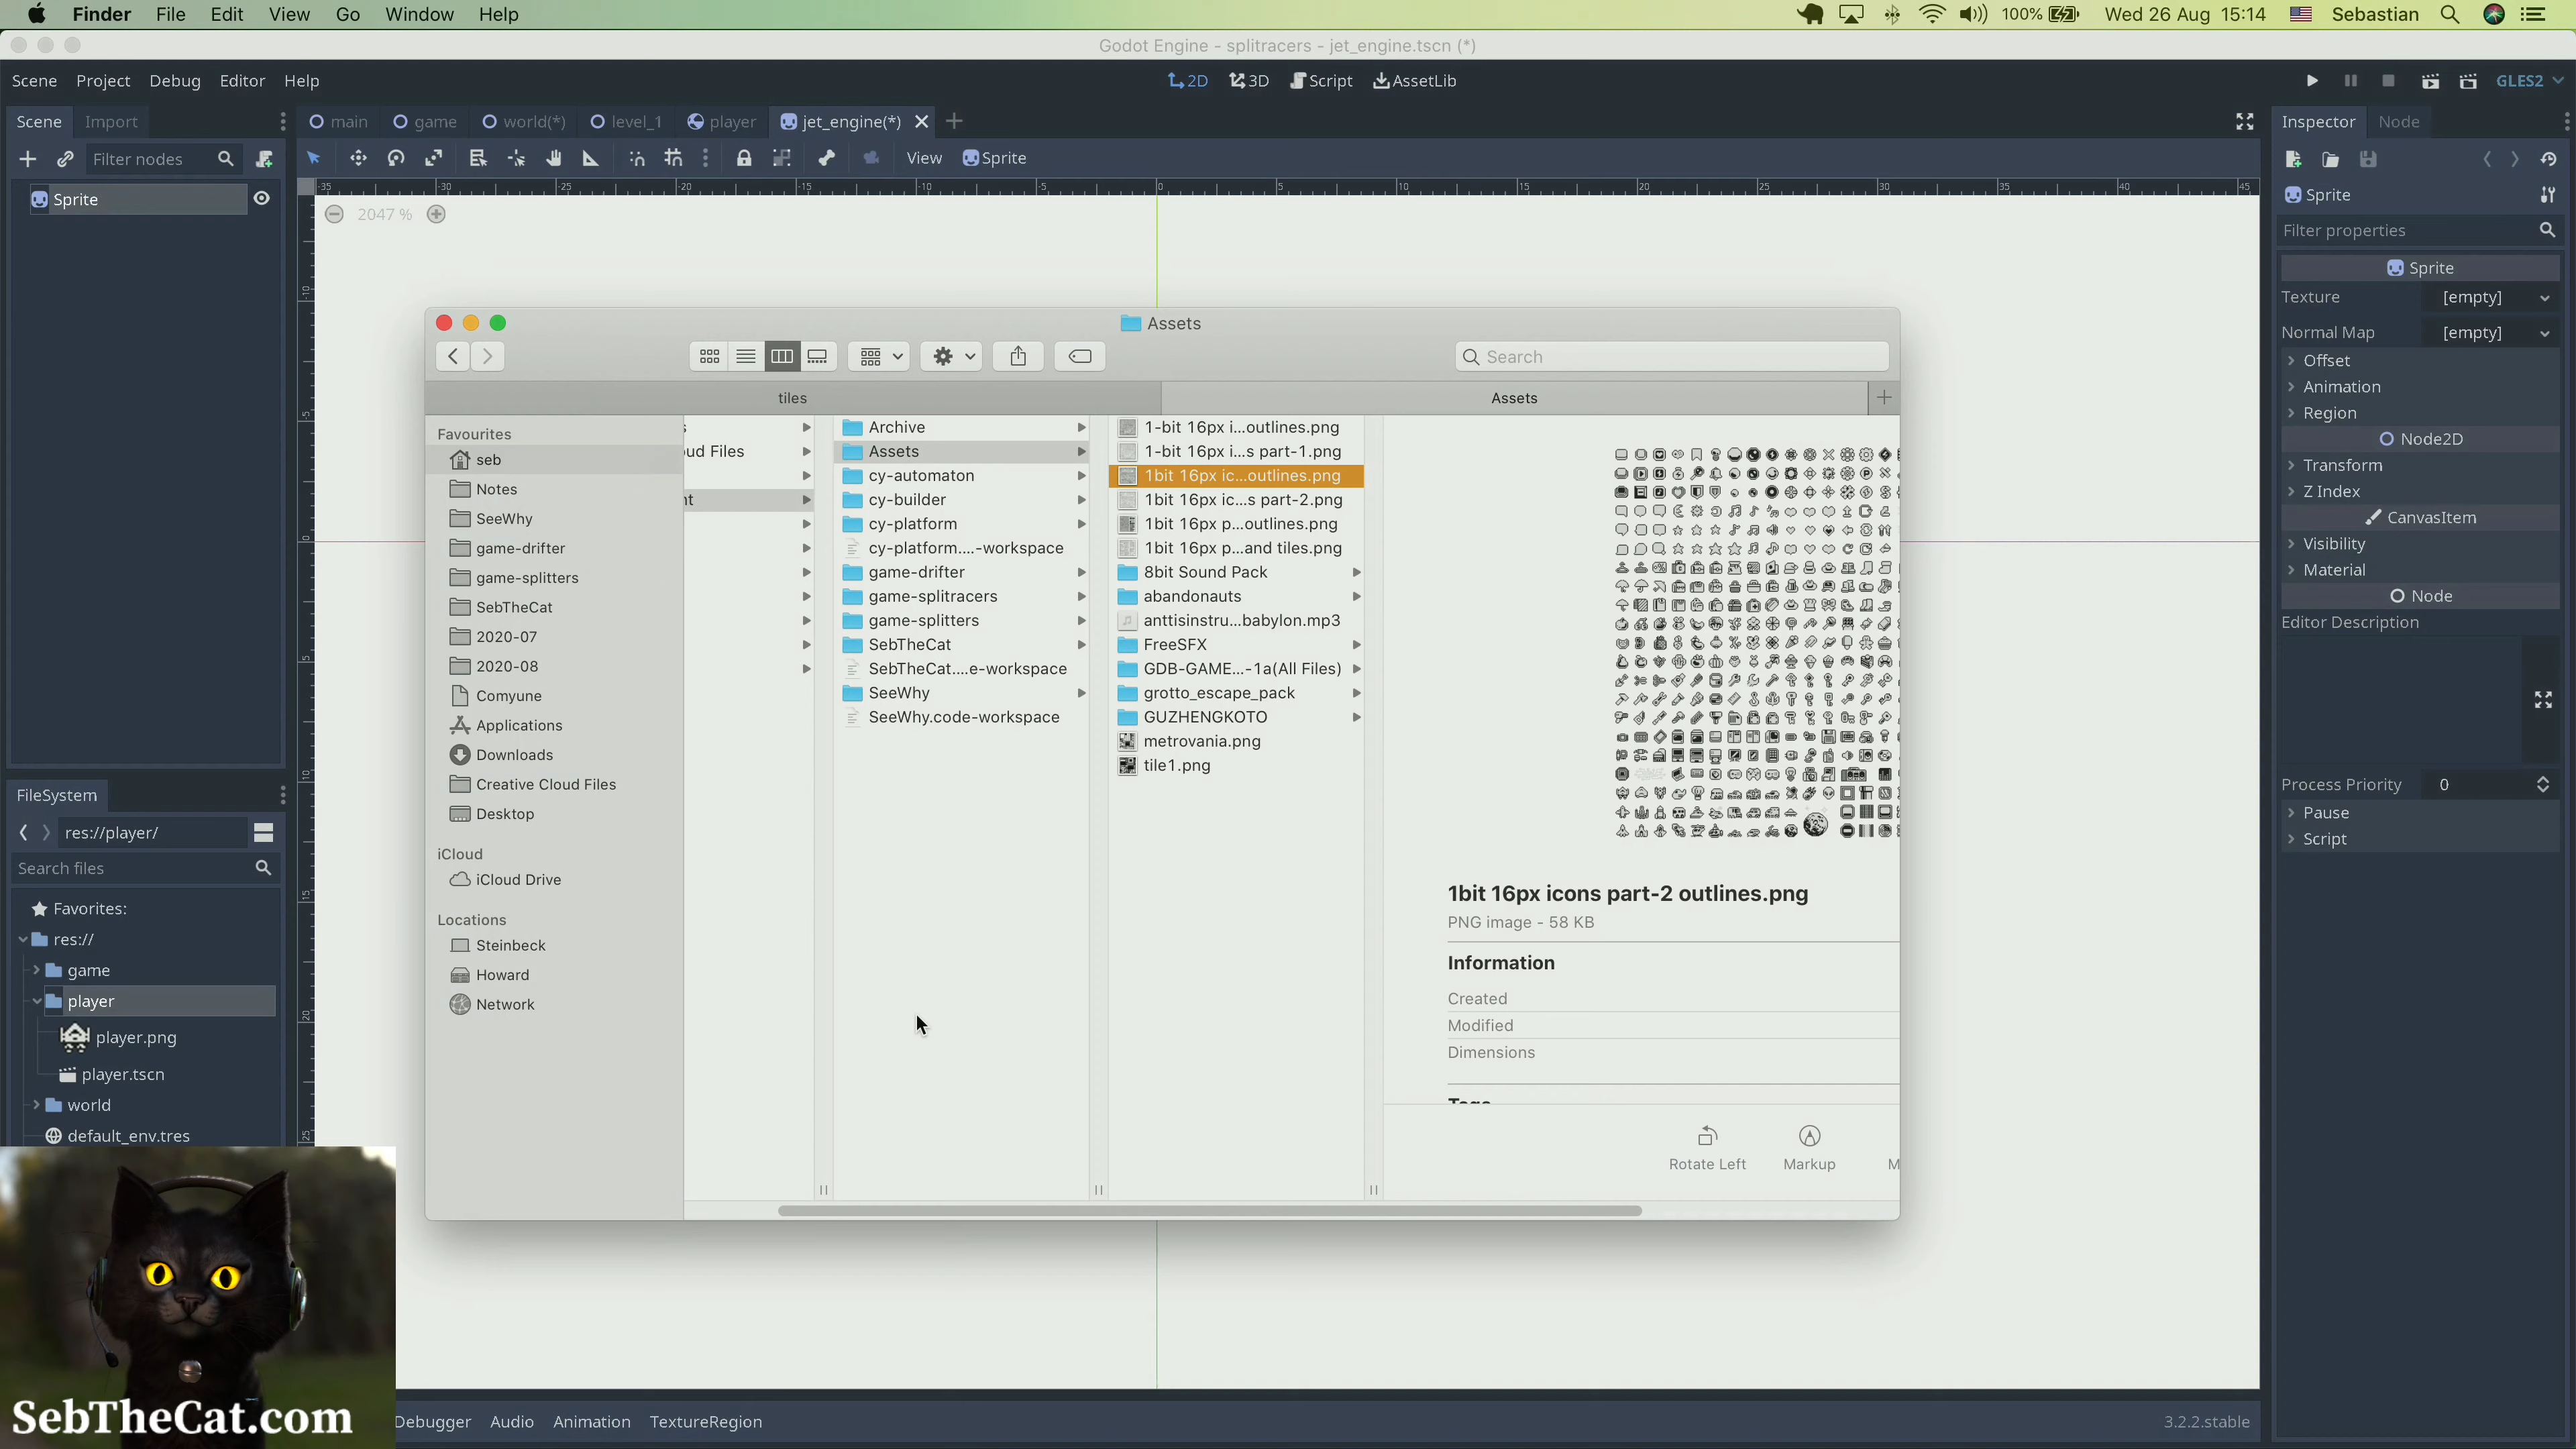 Finder File Edit View Go Window Help 100% Wed 26 Aug 15:14 Sebastian
Godot Engine - splitracers - jet_engine.tscn (*)
Scene Project Debug Editor Help 2D 3D Script AssetLib GLES2
Scene Import main game world(*) level_1 player jet_engine(*) Inspector Node
Filter nodes View Sprite
Sprite
2047 %
Sprite
Filter properties
Sprite
Texture [empty]
Normal Map [empty]
Offset
Animation
Region
Node2D
Transform
Z Index
CanvasItem
Visibility
Material
Node
Editor Description
Process Priority 0
Pause
Script
Assets
Search
tiles Assets
Favourites
seb
Notes
SeeWhy
game-drifter
game-splitters
SebTheCat
2020-07
2020-08
Comyune
Applications
Downloads
Creative Cloud Files
Desktop
iCloud
iCloud Drive
Locations
Steinbeck
Howard
Network
s
ud Files
nt
Archive
Assets
cy-automaton
cy-builder
cy-platform
cy-platform....-workspace
game-drifter
game-splitracers
game-splitters
SebTheCat
SebTheCat....e-workspace
SeeWhy
SeeWhy.code-workspace
1-bit 16px i...outlines.png
1-bit 16px i...s part-1.png
1bit 16px ic...outlines.png
1bit 16px ic...s part-2.png
1bit 16px p...outlines.png
1bit 16px p...and tiles.png
8bit Sound Pack
abandonauts
anttisinstru...babylon.mp3
FreeSFX
GDB-GAME...-1a(All Files)
grotto_escape_pack
GUZHENGKOTO
metrovania.png
tile1.png
1bit 16px icons part-2 outlines.png
PNG image - 58 KB
Information
Created
Modified
Dimensions
Tags
Rotate Left Markup M
FileSystem
res://player/
Search files
Favorites:
res://
game
player
player.png
player.tscn
world
default_env.tres
SebTheCat.com
Debugger Audio Animation TextureRegion 3.2.2.stable